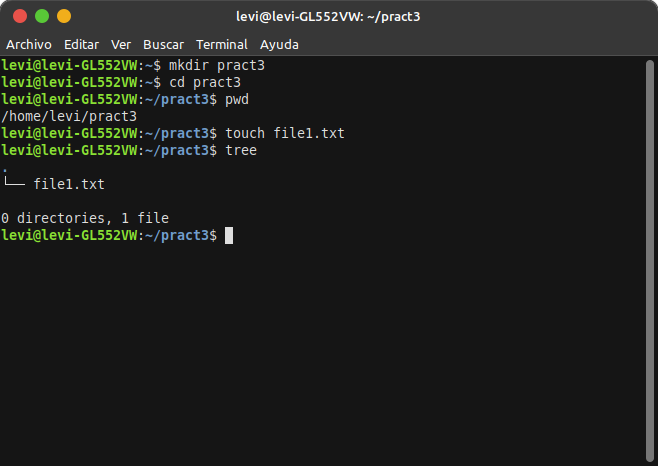 levi@levi-GL552VW: ~/pract3
Archivo Editar Ver Buscar Terminal Ayuda
levi@levi-GL552VW:~$ mkdir pract3
levi@levi-GL552VW:~$ cd pract3
levi@levi-GL552VW:~/pract3$ pwd
/home/levi/pract3
levi@levi-GL552VW:~/pract3$ touch file1.txt
levi@levi-GL552VW:~/pract3$ tree
.
└── file1.txt

0 directories, 1 file
levi@levi-GL552VW:~/pract3$